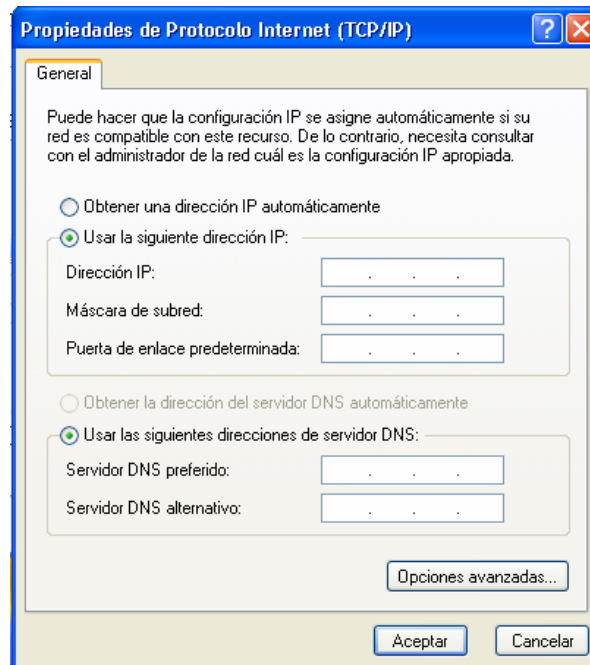 Propiedades de Protocolo Internet (TCP/IP)
General
Puede hacer que la configuración IP se asigne automáticamente si su
red es compatible con este recurso. De lo contrario, necesita consultar
con el administrador de la red cuál es la configuración IP apropiada.
Obtener una dirección IP automáticamente
Usar la siguiente dirección IP:
Dirección IP:
Máscara de subred:
Puerta de enlace predeterminada:
Obtener la dirección del servidor DNS automáticamente
Usar las siguientes direcciones de servidor DNS:
Servidor DNS preferido:
Servidor DNS alternativo:
Opciones avanzadas...
Aceptar Cancelar